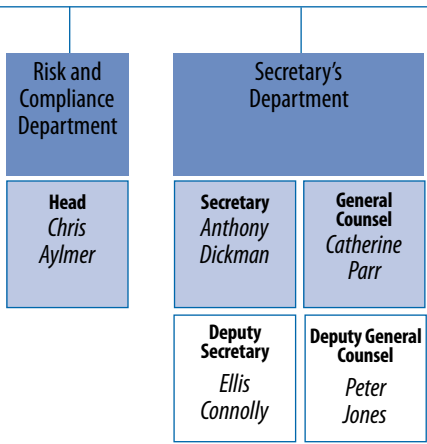 Risk and
Compliance
Department
Head
Chris
Aylmer
Secretary's
Department
Secretary
Anthony
Dickman
General
Counsel
Catherine
Parr
Deputy
Secretary
Ellis
Connolly
Deputy General
Counsel
Peter
Jones